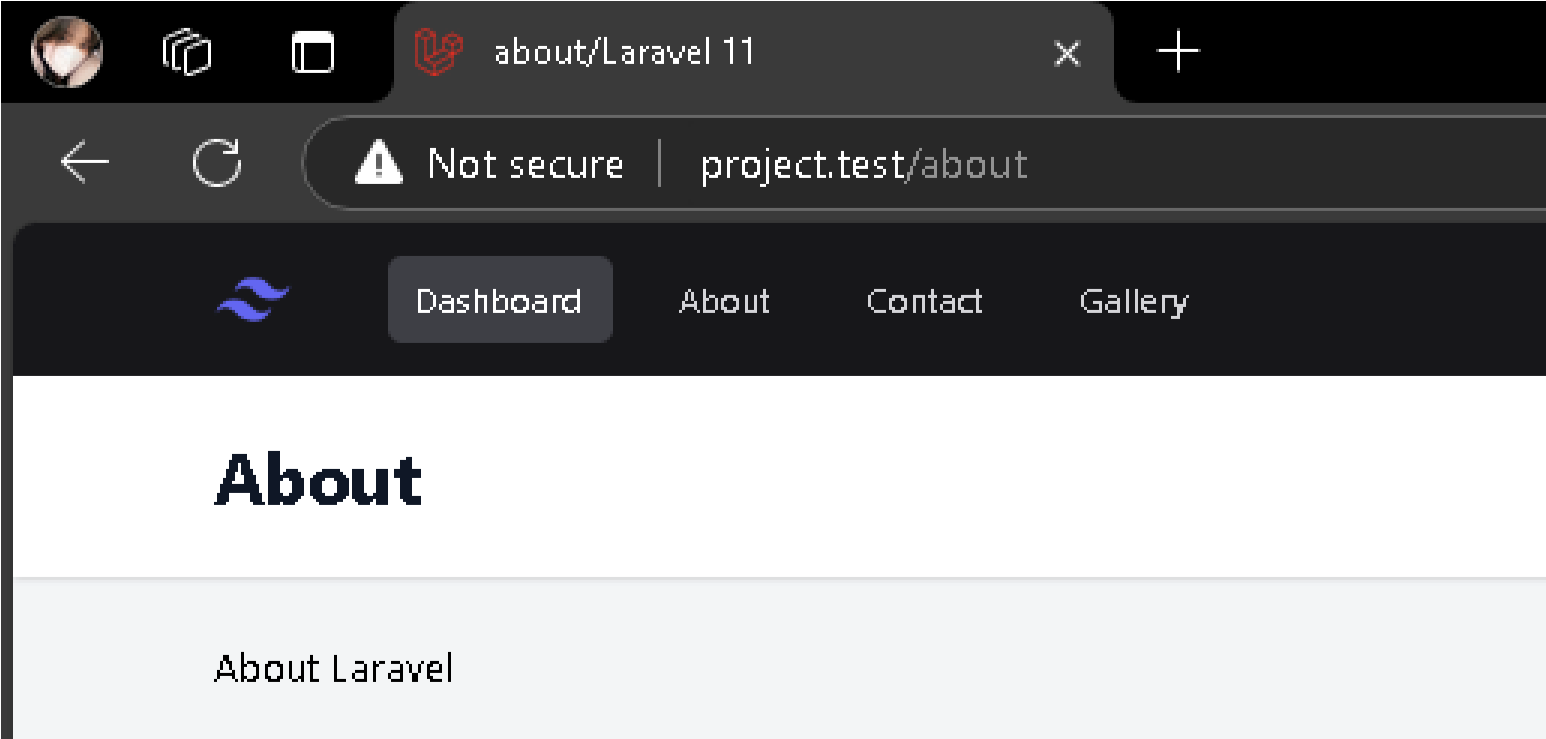 about/Laravel 11
Not secure project.test/about
Dashboard About Contact Gallery
About
About Laravel